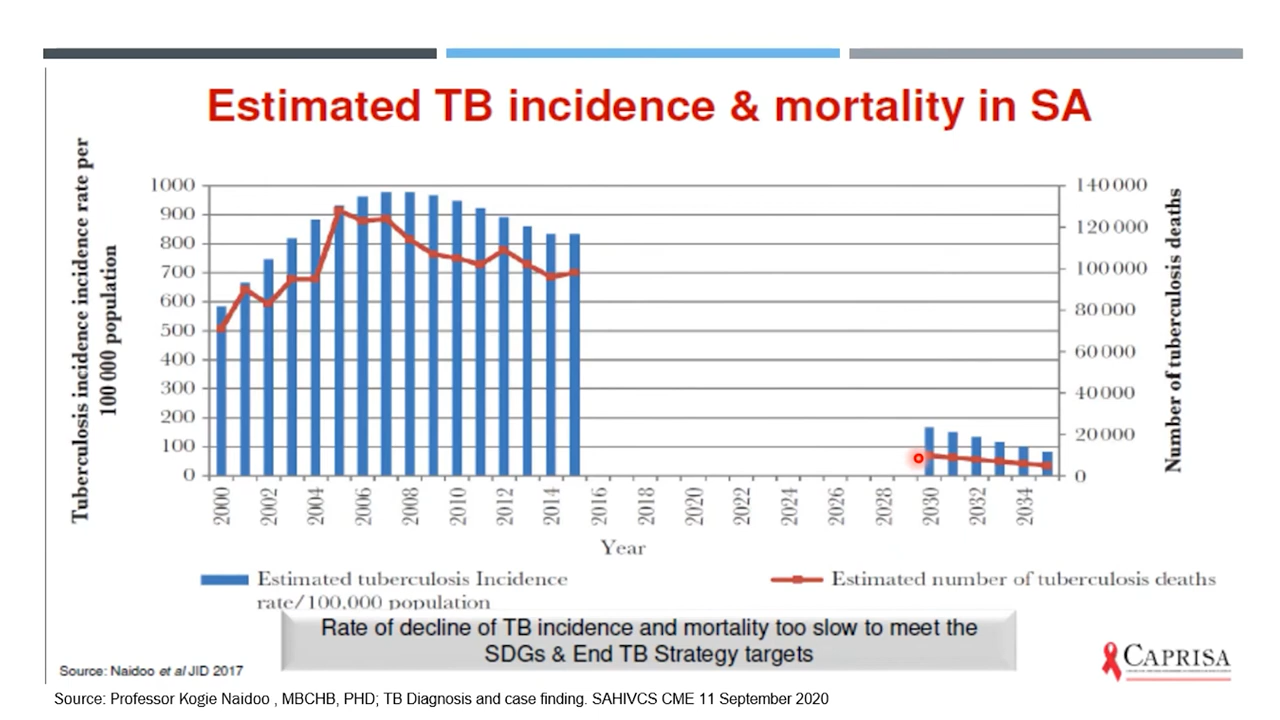 Estimated TB incidence & mortality in SA
Tuberculosis incidence incidence rate per
100 000 population
1000
900
800
700
600
500
400
300
200
100
0
140 000
120 000
100 000
80 000
60 000
40 000
20 000
0
Number of tuberculosis deaths
2000
2002
2004
2006
2008
2010
2012
2014
2016
2018
2020
2022
2024
2026
2028
2030
2032
2034
Year
Estimated tuberculosis Incidence
rate/100,000 population
Estimated number of tuberculosis deaths
Rate of decline of TB incidence and mortality too slow to meet the
SDGs & End TB Strategy targets
Source: Naidoo et al JID 2017
CAPRISA
Source: Professor Kogie Naidoo , MBCHB, PHD; TB Diagnosis and case finding. SAHIVCS CME 11 September 2020